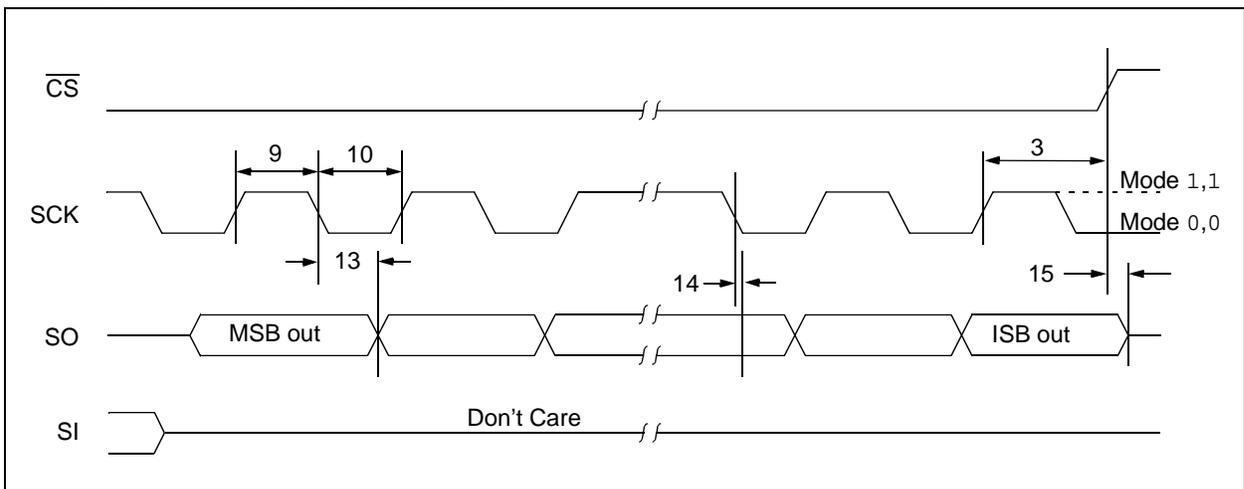 CS
9
10
3
SCK
Mode 1,1
Mode 0,0
13
14
15
SO
MSB out
ISB out
SI
Don't Care